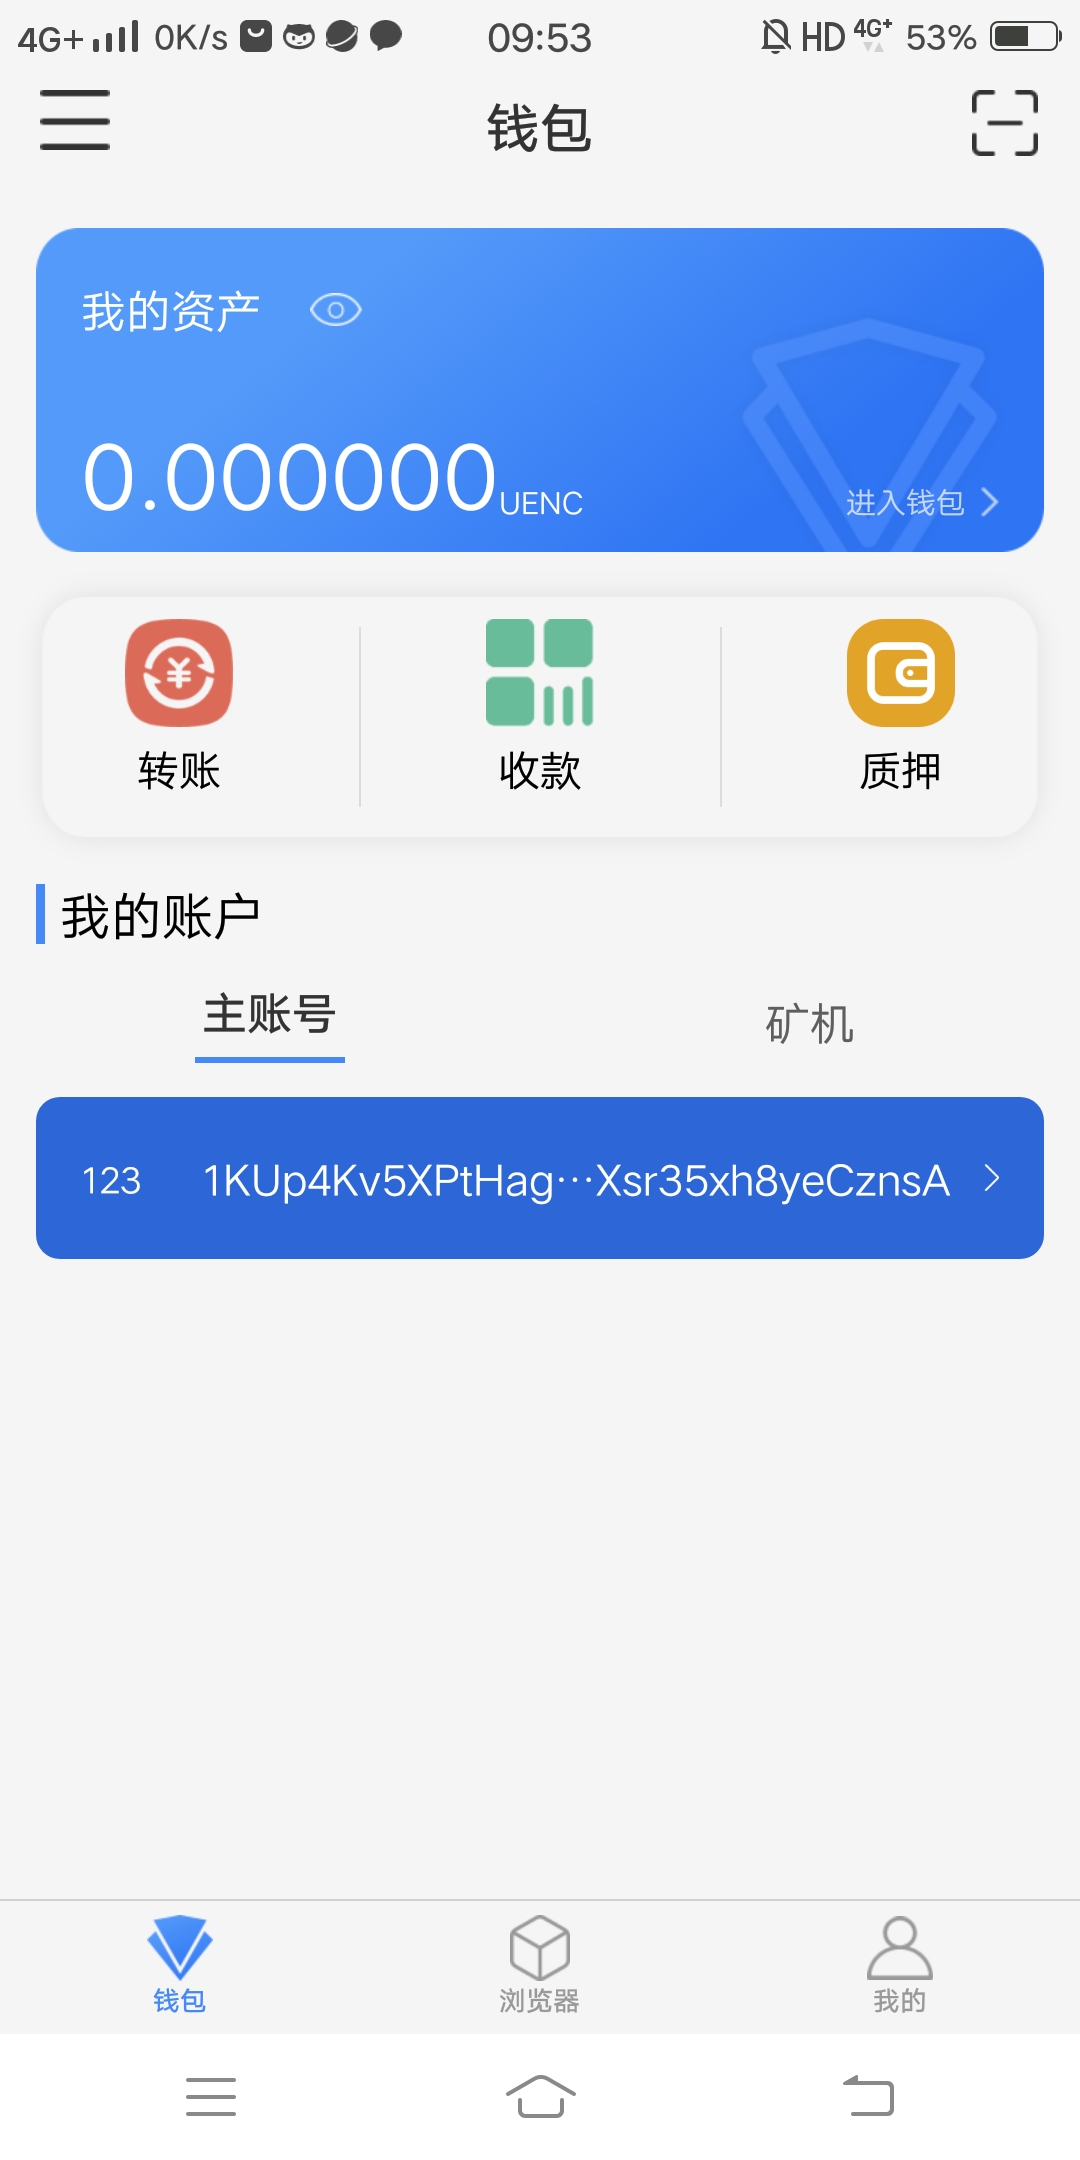 4G+ 0K/s 09:53 HD 4G+ 53%
钱包
我的资产
0.000000 UENC
进入钱包
转账 收款 质押
我的账户
主账号 矿机
123 1KUp4Kv5XPtHag···Xsr35xh8yeCznsA
钱包 浏览器 我的